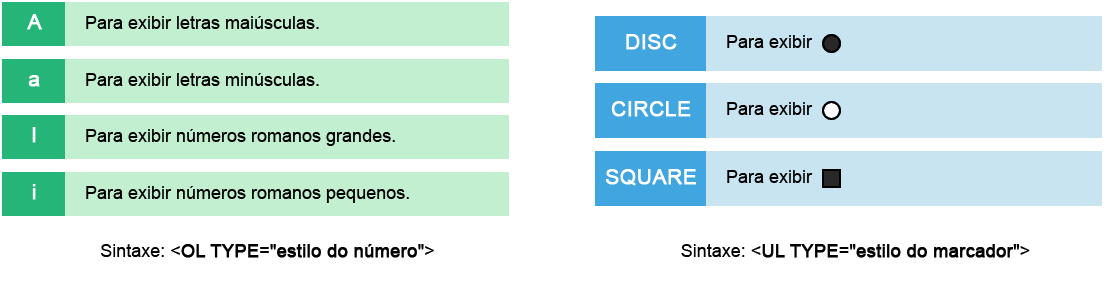 A Para exibir letras maiúsculas.
a Para exibir letras minúsculas.
I Para exibir números romanos grandes.
i Para exibir números romanos pequenos.
Sintaxe: <OL TYPE="estilo do número">
DISC Para exibir
CIRCLE Para exibir
SQUARE Para exibir
Sintaxe: <UL TYPE="estilo do marcador">